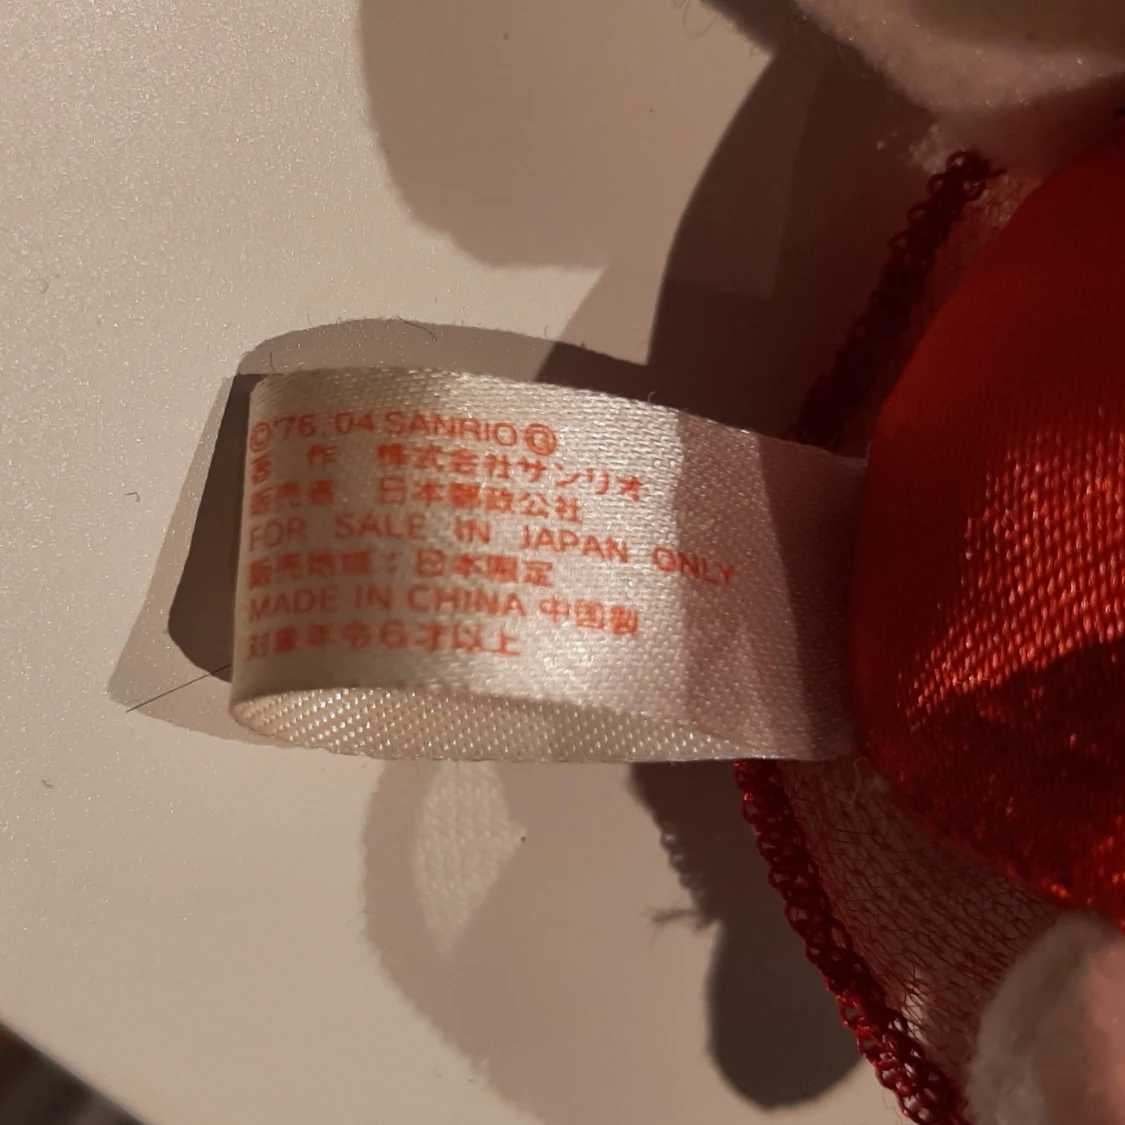 ©'76,'04 SANRIO Ⓖ
著　作　株式会社サンリオ
販売者　日本郵政公社
FOR SALE IN JAPAN ONLY
販売地域：日本限定
MADE IN CHINA 中国製
対象年令6才以上